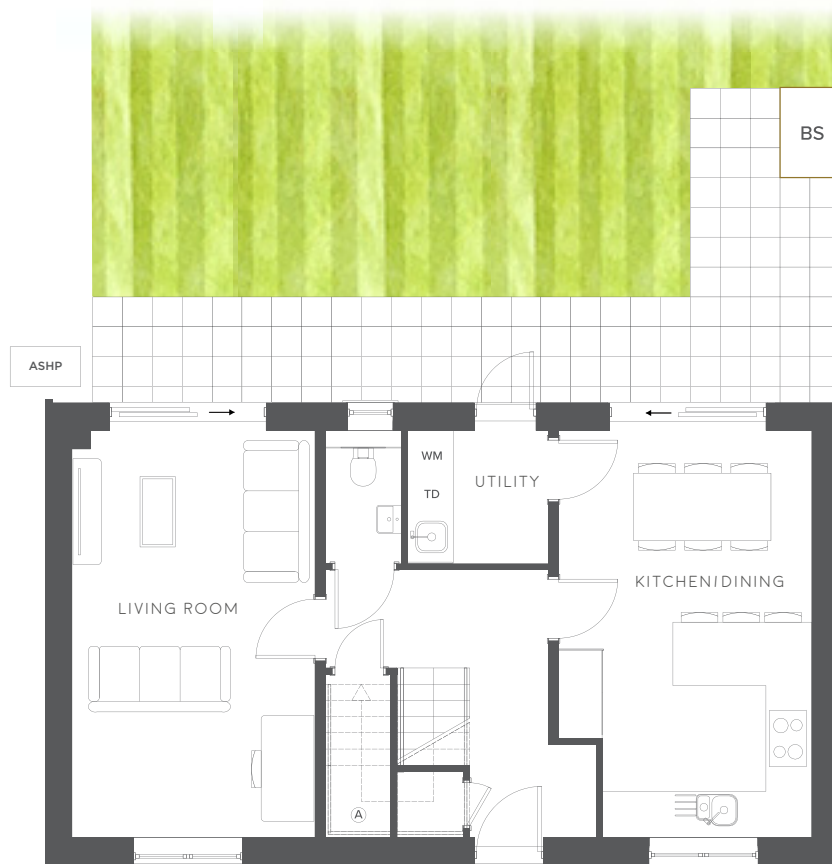 BS
ASHP
WM
UTILITY
TD
KITCHEN/DINING
LIVING ROOM
A